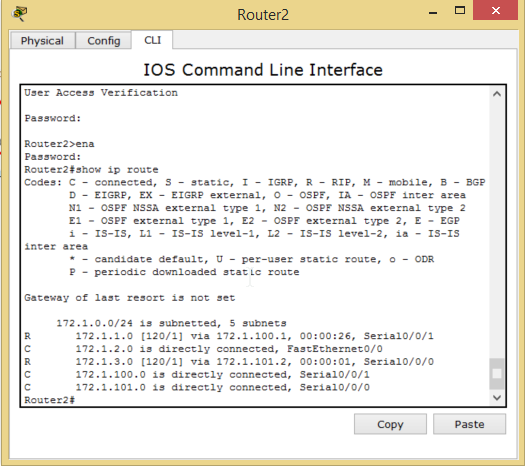 Router2
Physical Config CLI
IOS Command Line Interface
User Access Verification
Password:
Router2>ena
Password:
Router2#show ip route
Codes: C - connected, S - static, I - IGRP, R - RIP, M - mobile, B - BGP
D - EIGRP, EX - EIGRP external, O - OSPF, IA - OSPF inter area
N1 - OSPF NSSA external type 1, N2 - OSPF NSSA external type 2
E1 - OSPF external type 1, E2 - OSPF external type 2, E - EGP
i - IS-IS, L1 - IS-IS level-1, L2 - IS-IS level-2, ia - IS-IS
inter area
* - candidate default, U - per-user static route, o - ODR
P - periodic downloaded static route
Gateway of last resort is not set
172.1.0.0/24 is subnetted, 5 subnets
R 172.1.1.0 [120/1] via 172.1.100.1, 00:00:26, Serial0/0/1
C 172.1.2.0 is directly connected, FastEthernet0/0
R 172.1.3.0 [120/1] via 172.1.101.2, 00:00:01, Serial0/0/0
C 172.1.100.0 is directly connected, Serial0/0/1
C 172.1.101.0 is directly connected, Serial0/0/0
Router2#
Copy Paste